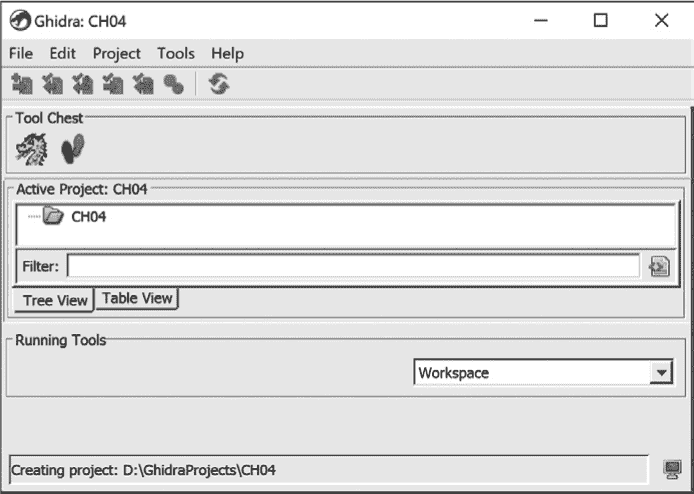 Ghidra: CH04
File Edit Project Tools Help
Tool Chest
Active Project: CH04
CH04
Filter:
Tree View Table View
Running Tools
Workspace
Creating project: D:\GhidraProjects\CH04